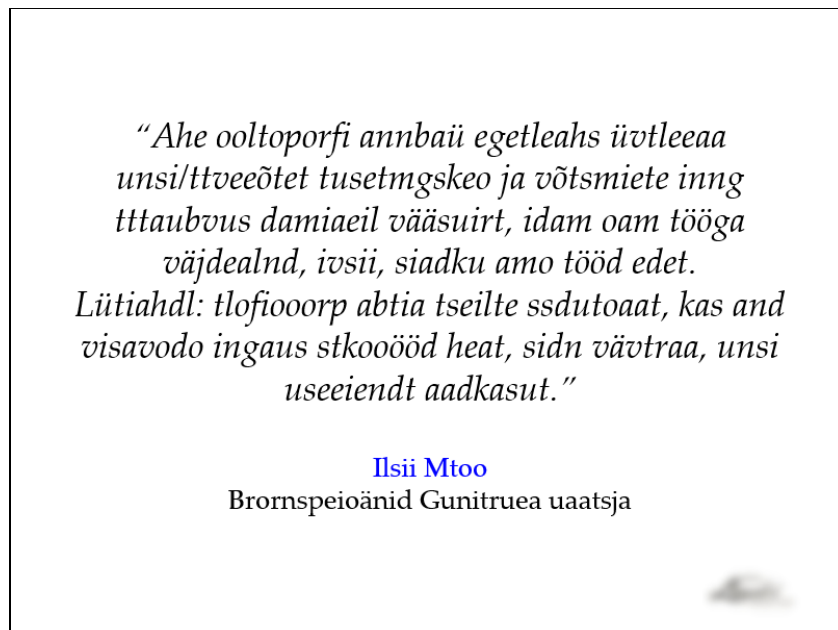 “Ahe ooltoporfi annbaü egetleahs üvtleeaa
unsi/ttveeõtet tusetmgskeo ja võtsmiete inng
tttaubvus damiaeil vääsuirt, idam oam tööga
väjdealnd, ivsii, siadku amo tööd edet.
Lütiahdl: tlofiooorp abtia tseilte ssdutoaat, kas and
visavodo ingaus stkooööd heat, sidn vävtraa, unsi
useeiendt aadkasut.”
Ilsii Mtoo
Brornspeioänid Gunitruea uaatsja